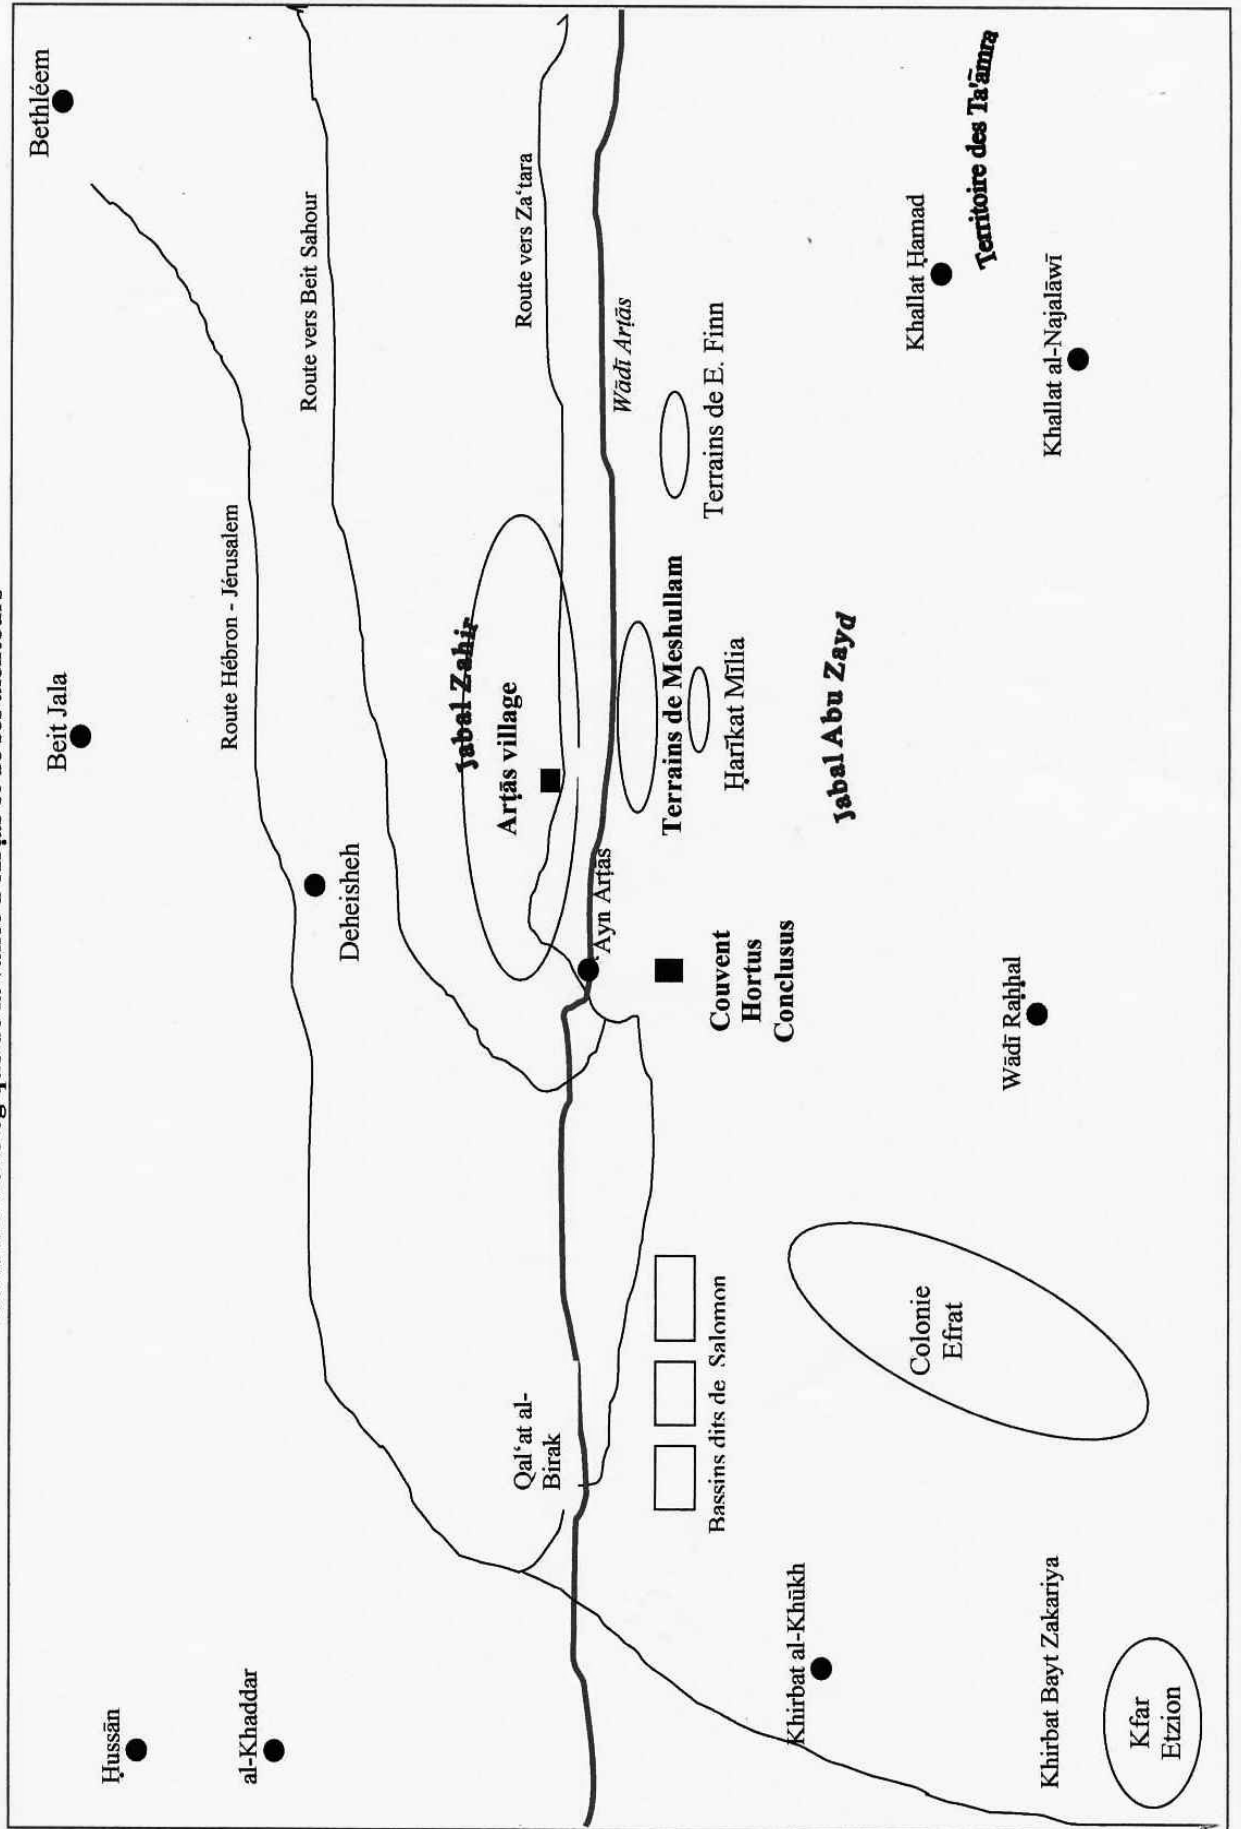 Bethléem
Beit Jala
Ḥussān
al-Khaddar
Route Hébron - Jérusalem
Route vers Beit Sahour
Deheisheh
Jabal Zahir
Arṭās village
Route vers Za‘tara
Qal‘at al-
Birak
‘Ayn Arṭās
Wādī Arṭās
Terrains de E. Finn
Terrains de Meshullam
Ḥarīkat Mīlia
Couvent
Hortus
Conclusus
Bassins dits de Salomon
Jabal Abu Zayd
Khallat Ḥamad
Territoire des Ta'āmra
Khallat al-Najalāwī
Wādī Raḥḥal
Colonie
Efrat
Khirbat al-Khūkh
Khirbat Bayt Zakariya
Kfar
Etzion